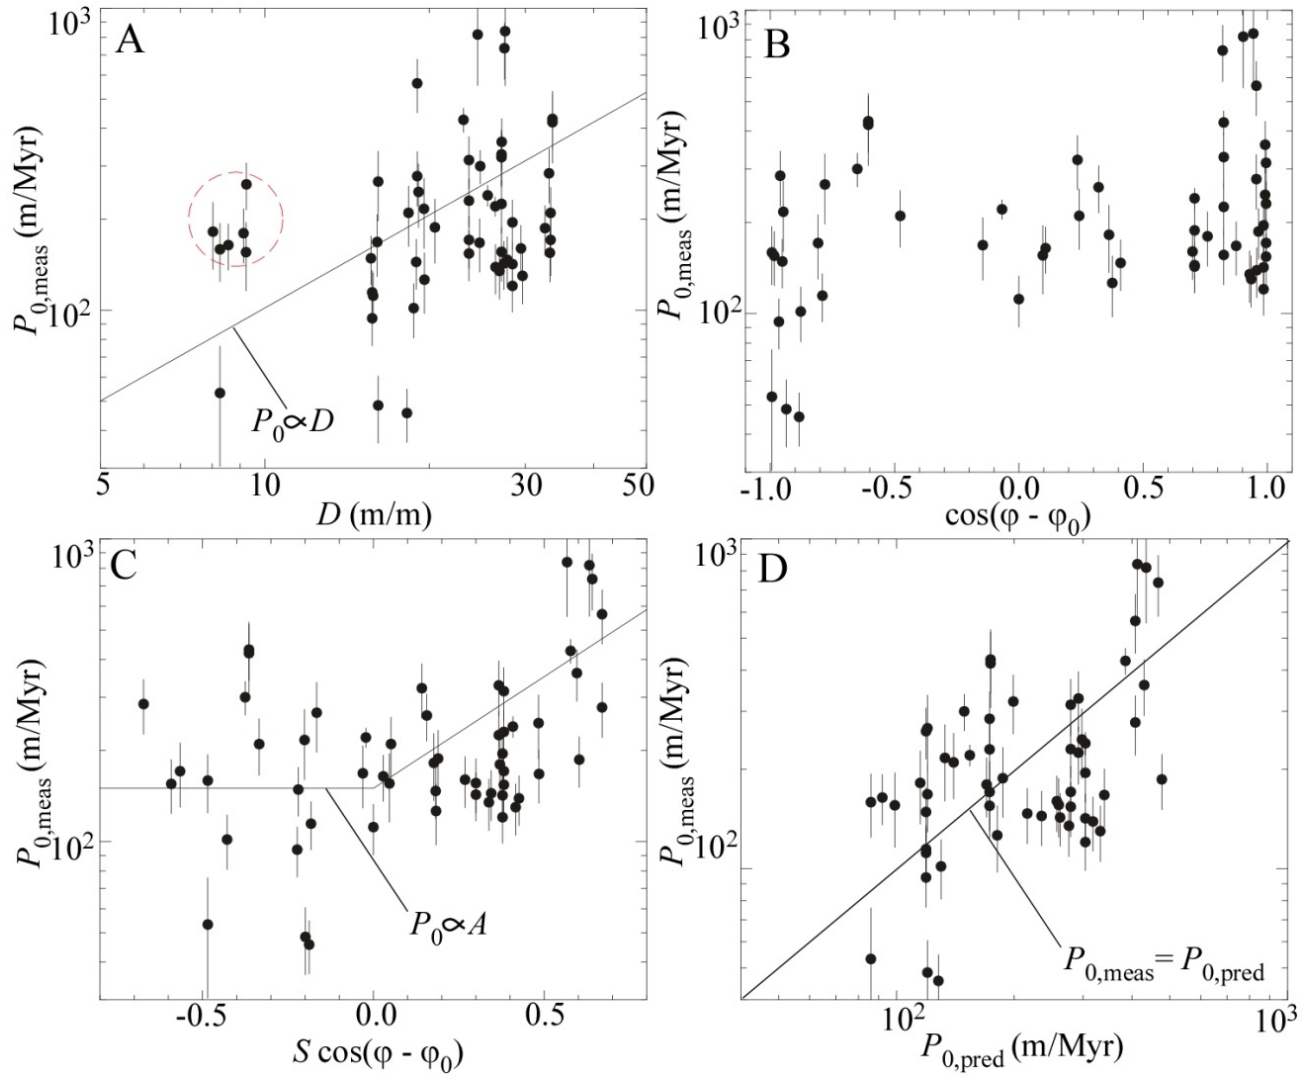 A
10³
10²
P₀,meas (m/Myr)
P₀∝D
5 10 30 50
D (m/m)
B
10³
10²
P₀,meas (m/Myr)
-1.0 -0.5 0.0 0.5 1.0
cos(φ - φ₀)
C
10³
10²
P₀,meas (m/Myr)
P₀∝A
-0.5 0.0 0.5
S cos(φ - φ₀)
D
10³
10²
P₀,meas (m/Myr)
P₀,meas= P₀,pred
10² 10³
P₀,pred (m/Myr)